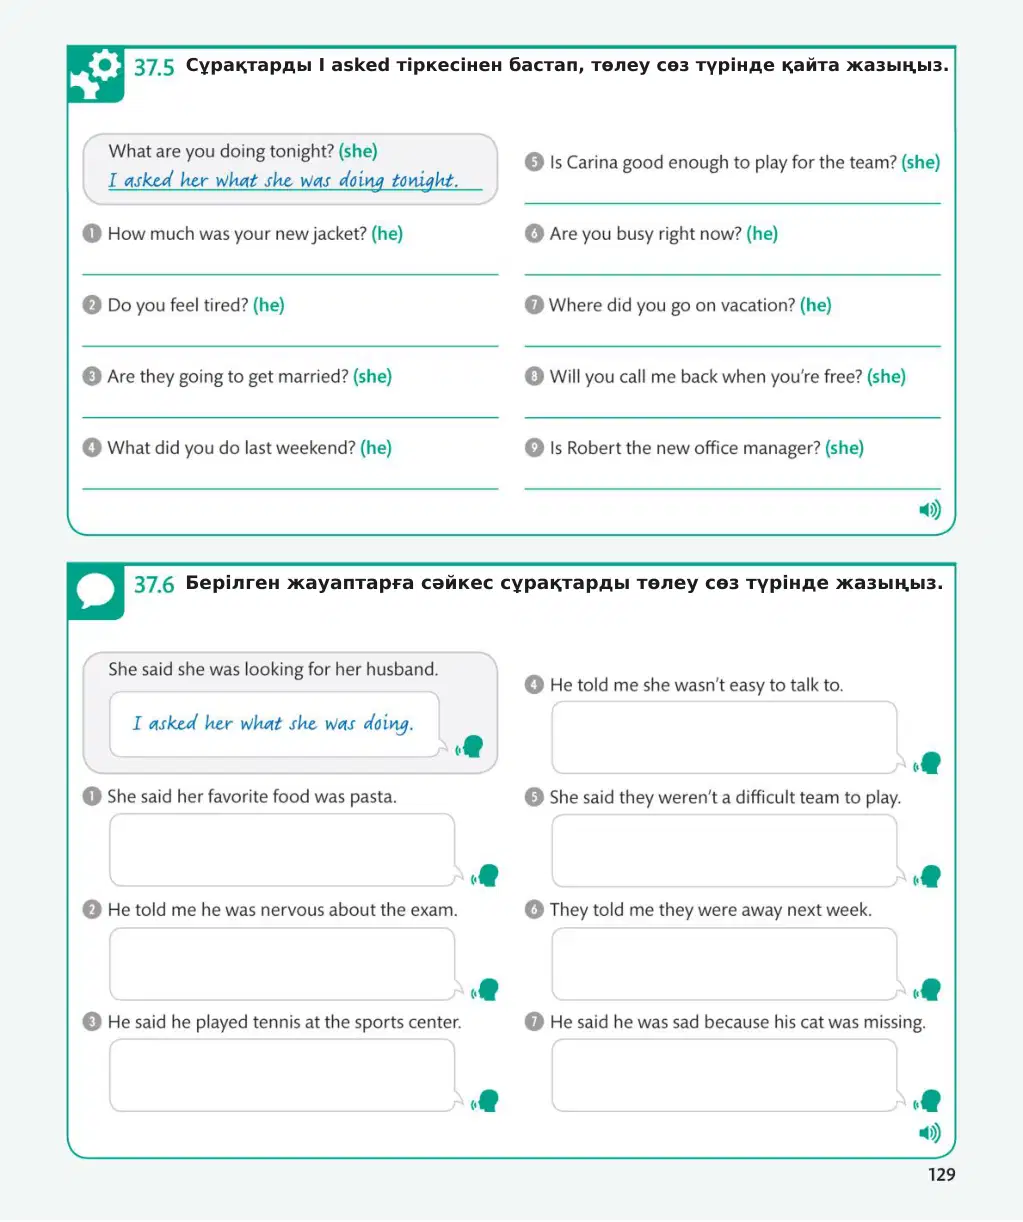 37.5 Сұрақтарды I asked тіркесінен бастап, төлеу сөз түрінде қайта жазыңыз.
What are you doing tonight? (she)
I asked her what she was doing tonight.
1 How much was your new jacket? (he)
2 Do you feel tired? (he)
3 Are they going to get married? (she)
4 What did you do last weekend? (he)
5 Is Carina good enough to play for the team? (she)
6 Are you busy right now? (he)
7 Where did you go on vacation? (he)
8 Will you call me back when you're free? (she)
9 Is Robert the new office manager? (she)
37.6 Берілген жауаптарға сәйкес сұрақтарды төлеу сөз түрінде жазыңыз.
She said she was looking for her husband.
I asked her what she was doing.
1 She said her favorite food was pasta.
2 He told me he was nervous about the exam.
3 He said he played tennis at the sports center.
4 He told me she wasn't easy to talk to.
5 She said they weren't a difficult team to play.
6 They told me they were away next week.
7 He said he was sad because his cat was missing.
129